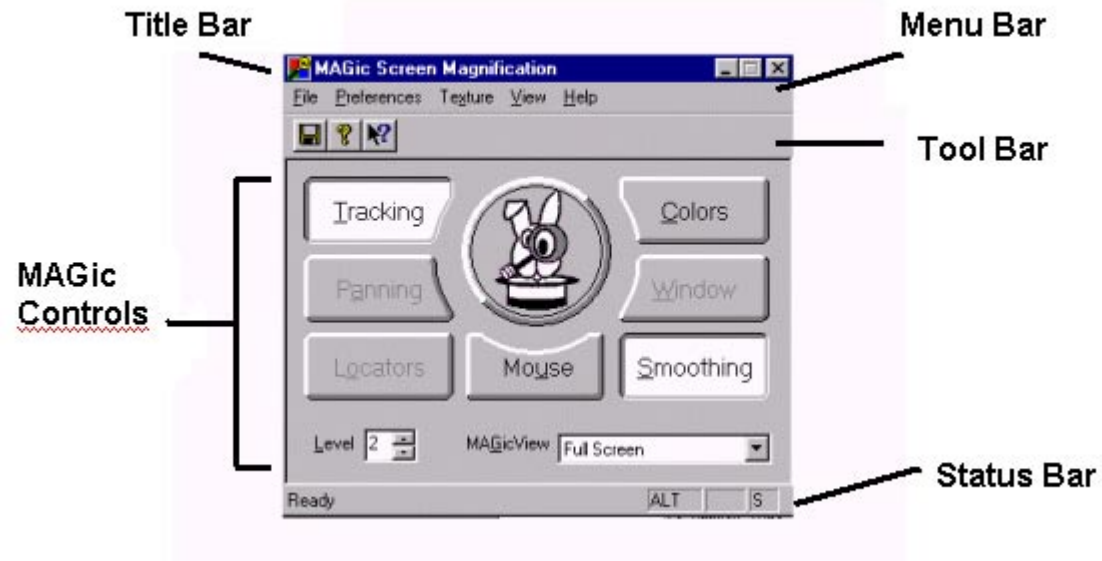 Title Bar
Menu Bar
MAGic Screen Magnification
File Preferences Texture View Help
Tool Bar
Tracking
Colors
MAGic
Controls
Panning
Window
Locators
Mouse
Smoothing
Level 2
MAGicView Full Screen
Status Bar
Ready ALT S